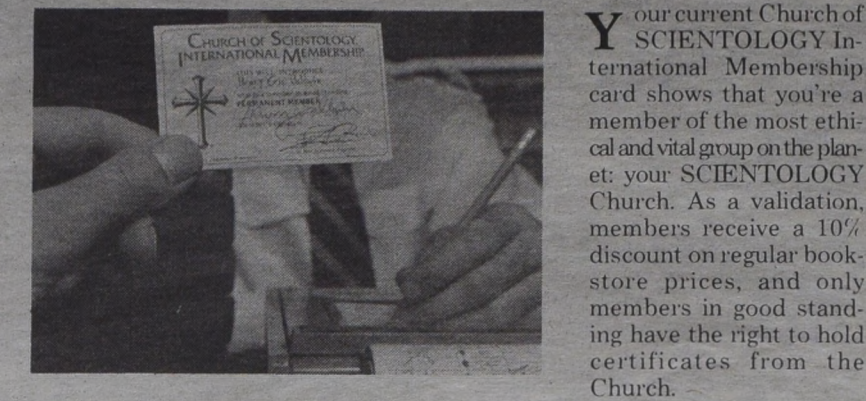 CHURCH OF SCIENTOLOGY
INTERNATIONAL MEMBERSHIP
THIS WILL INTRODUCE
PERMANENT MEMBER
Your current Church of
SCIENTOLOGY In-
ternational Membership
card shows that you're a
member of the most ethi-
cal and vital group on the plan-
et: your SCIENTOLOGY
Church. As a validation,
members receive a 10%
discount on regular book-
store prices, and only
members in good stand-
ing have the right to hold
certificates from the
Church.